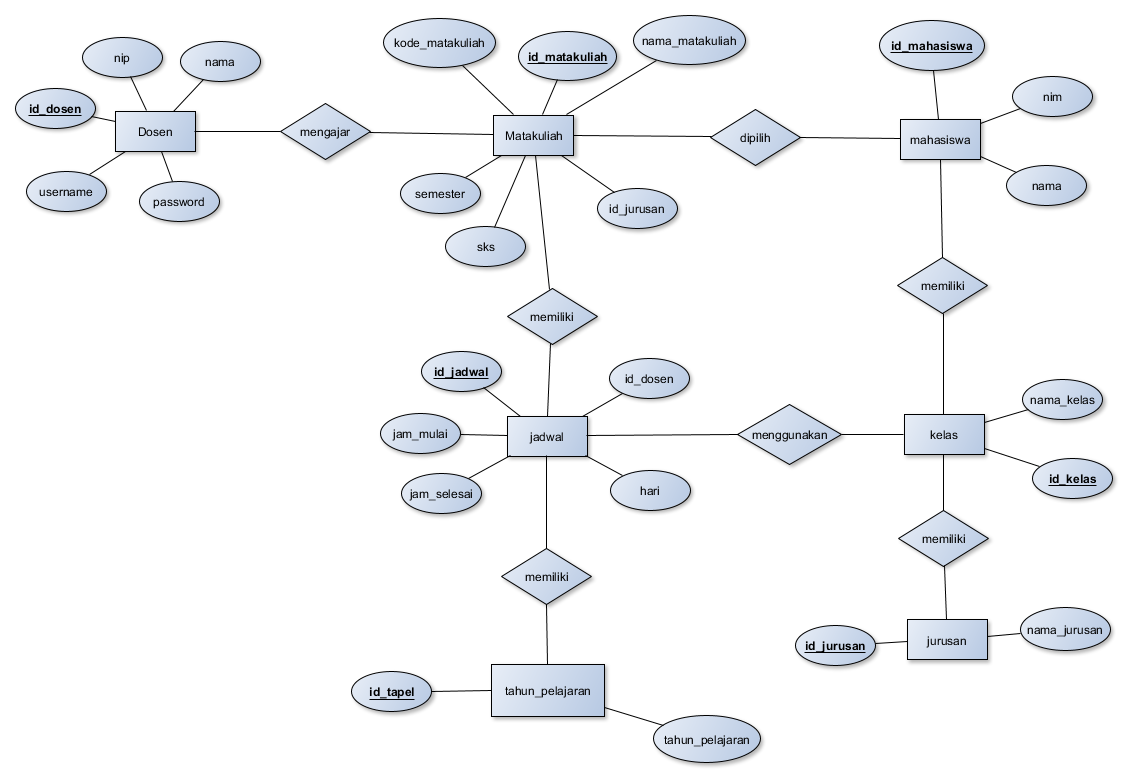 kode_matakuliah
id_matakuliah
nama_matakuliah
id_mahasiswa
nip
nama
id_dosen
nim
Dosen
mengajar
Matakuliah
dipilih
mahasiswa
username
password
semester
id_jurusan
nama
sks
memiliki
memiliki
id_jadwal
id_dosen
nama_kelas
jam_mulai
jadwal
menggunakan
kelas
jam_selesai
hari
id_kelas
memiliki
memiliki
id_jurusan
jurusan
nama_jurusan
id_tapel
tahun_pelajaran
tahun_pelajaran